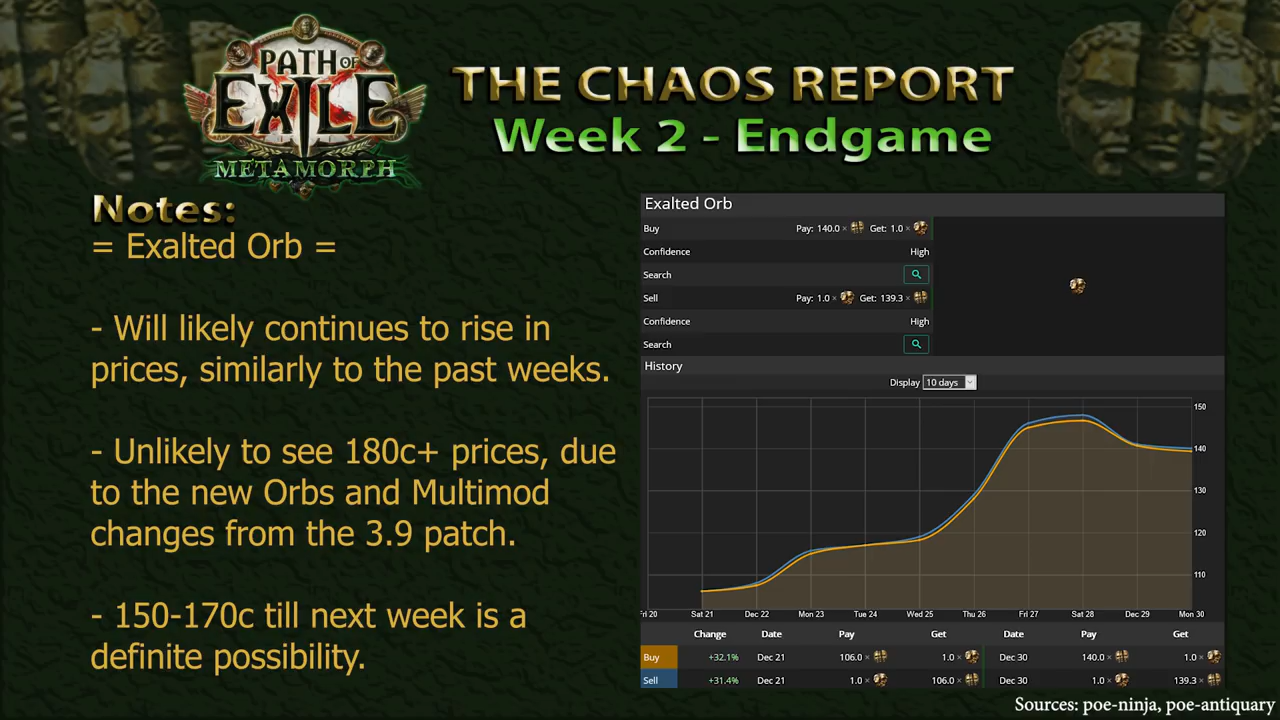 PATH OF
EXILE
METAMORPH
THE CHAOS REPORT
Week 2 - Endgame
Notes:
= Exalted Orb =
- Will likely continues to rise in
prices, similarly to the past weeks.
- Unlikely to see 180c+ prices, due
to the new Orbs and Multimod
changes from the 3.9 patch.
- 150-170c till next week is a
definite possibility.
Exalted Orb
Buy Pay: 140.0 × Get: 1.0 ×
Confidence High
Search
Sell Pay: 1.0 × Get: 139.3 ×
Confidence High
Search
History
Display 10 days
150
140
130
120
110
Fri 20 Sat 21 Dec 22 Mon 23 Tue 24 Wed 25 Thu 26 Fri 27 Sat 28 Dec 29 Mon 30
Change Date Pay Get Date Pay Get
Buy +32.1% Dec 21 106.0 × 1.0 × Dec 30 140.0 × 1.0 ×
Sell +31.4% Dec 21 1.0 × 106.0 × Dec 30 1.0 × 139.3 ×
Sources: poe-ninja, poe-antiquary